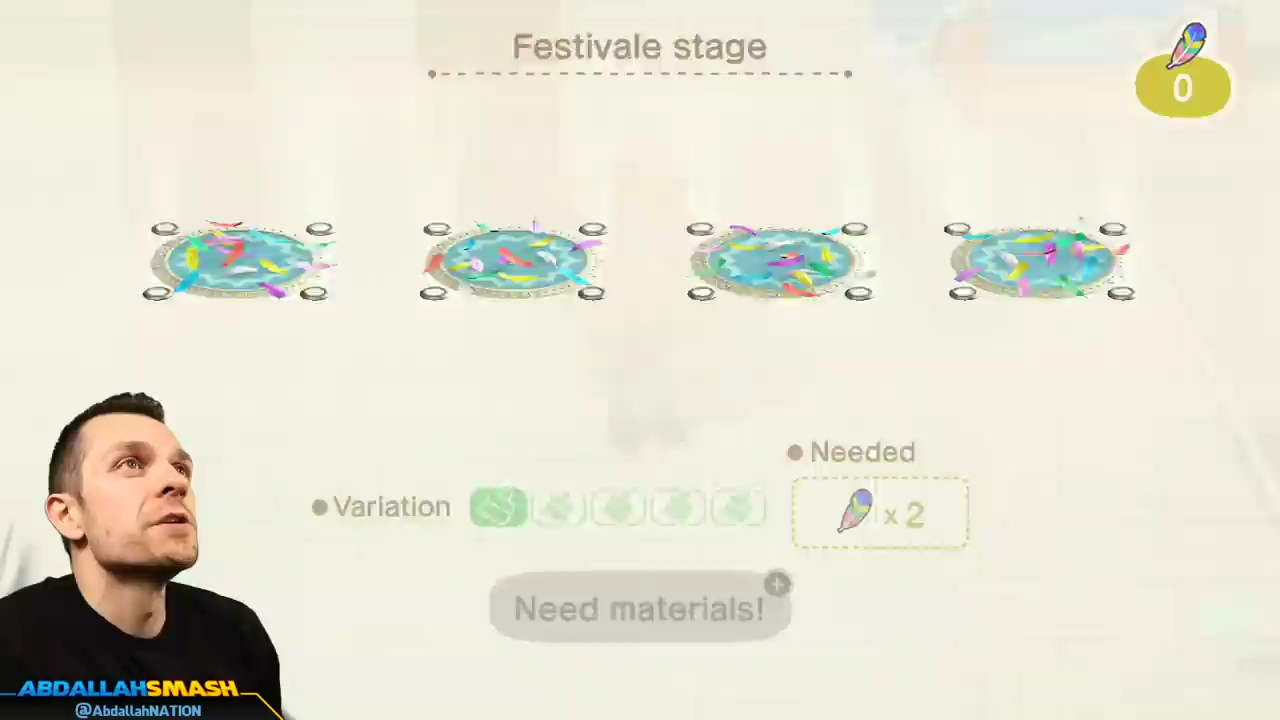 Festivale stage
0
Needed
Variation
x 2
Need materials!
ABDALLAHSMASH
@AbdallahNATION